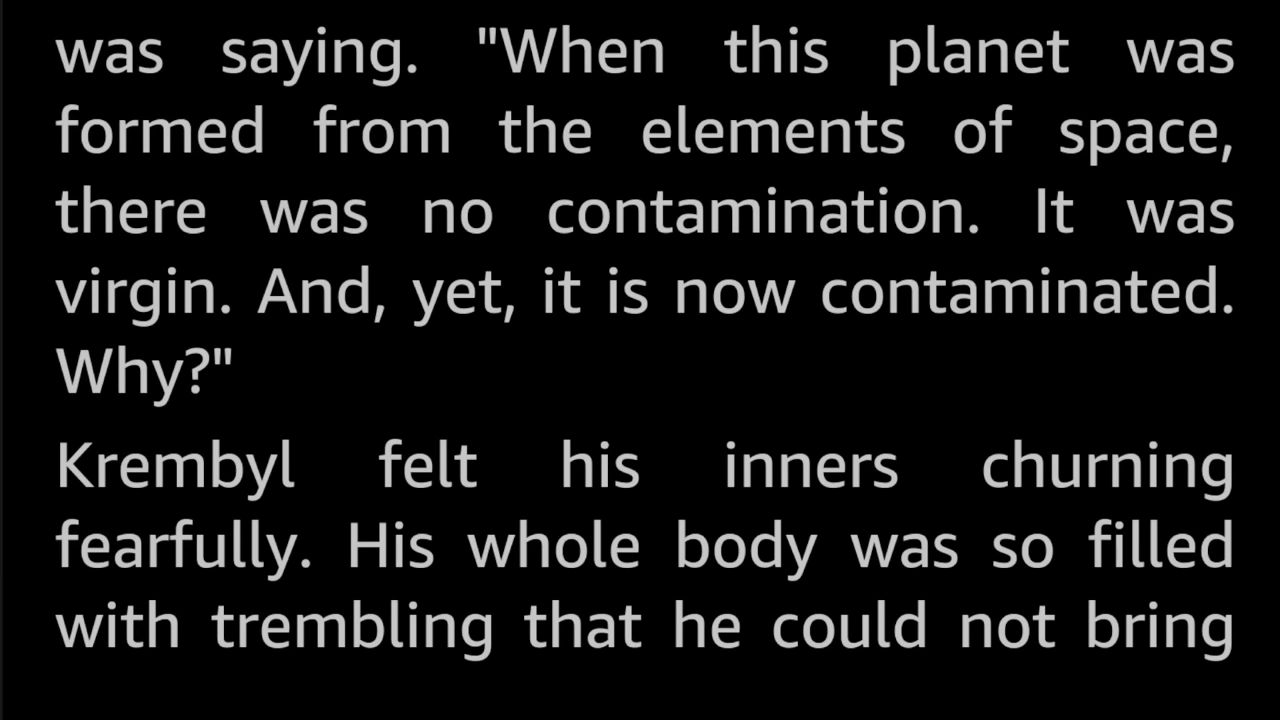 was saying. "When this planet was
formed from the elements of space,
there was no contamination. It was
virgin. And, yet, it is now contaminated.
Why?"
Krembyl felt his inners churning
fearfully. His whole body was so filled
with trembling that he could not bring